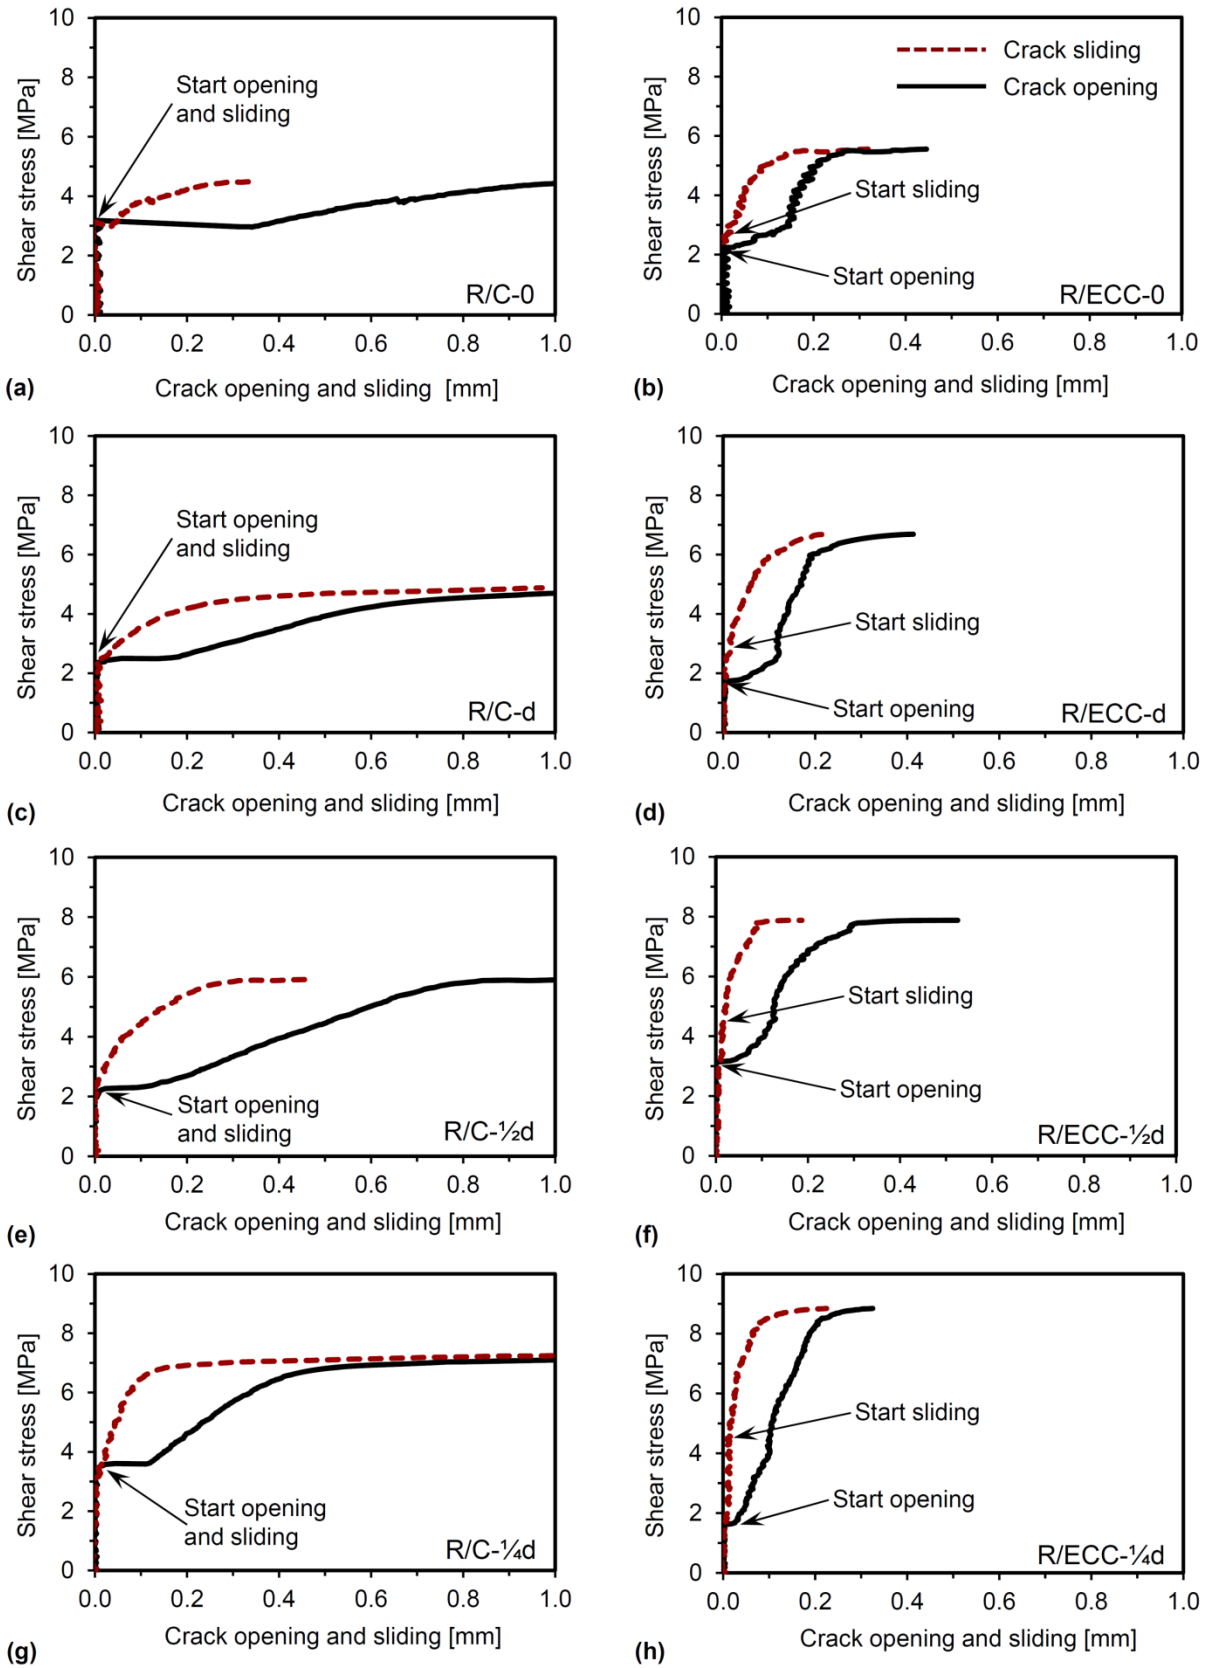 10
8
6
4
2
0
Shear stress [MPa]
Start opening
and sliding
R/C-0
0.0 0.2 0.4 0.6 0.8 1.0
(a) Crack opening and sliding [mm]
10
8
6
4
2
0
Shear stress [MPa]
Crack sliding
Crack opening
Start sliding
Start opening
R/ECC-0
0.0 0.2 0.4 0.6 0.8 1.0
(b) Crack opening and sliding [mm]
10
8
6
4
2
0
Shear stress [MPa]
Start opening
and sliding
R/C-d
0.0 0.2 0.4 0.6 0.8 1.0
(c) Crack opening and sliding [mm]
10
8
6
4
2
0
Shear stress [MPa]
Start sliding
Start opening
R/ECC-d
0.0 0.2 0.4 0.6 0.8 1.0
(d) Crack opening and sliding [mm]
10
8
6
4
2
0
Shear stress [MPa]
Start opening
and sliding
R/C-½d
0.0 0.2 0.4 0.6 0.8 1.0
(e) Crack opening and sliding [mm]
10
8
6
4
2
0
Shear stress [MPa]
Start sliding
Start opening
R/ECC-½d
0.0 0.2 0.4 0.6 0.8 1.0
(f) Crack opening and sliding [mm]
10
8
6
4
2
0
Shear stress [MPa]
Start opening
and sliding
R/C-¼d
0.0 0.2 0.4 0.6 0.8 1.0
(g) Crack opening and sliding [mm]
10
8
6
4
2
0
Shear stress [MPa]
Start sliding
Start opening
R/ECC-¼d
0.0 0.2 0.4 0.6 0.8 1.0
(h) Crack opening and sliding [mm]